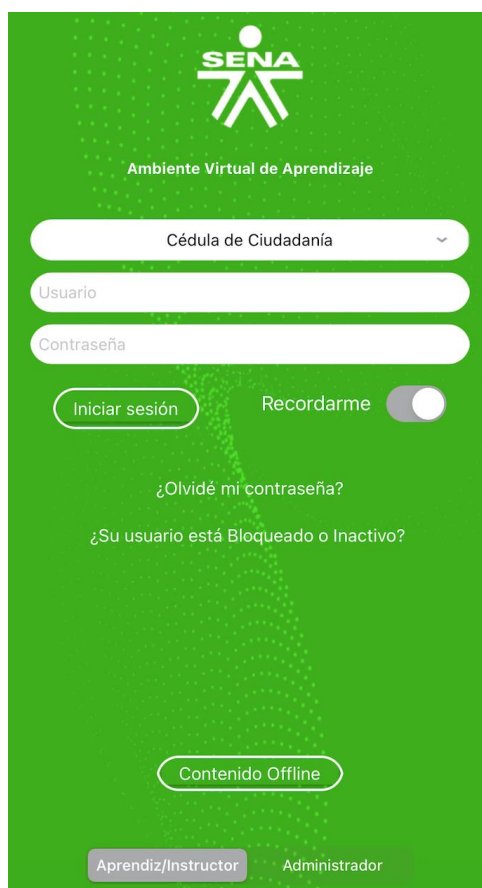 SENA
Ambiente Virtual de Aprendizaje
Cédula de Ciudadanía
Usuario
Contraseña
Iniciar sesión
Recordarme
¿Olvidé mi contraseña?
¿Su usuario está Bloqueado o Inactivo?
Contenido Offline
Aprendiz/Instructor
Administrador